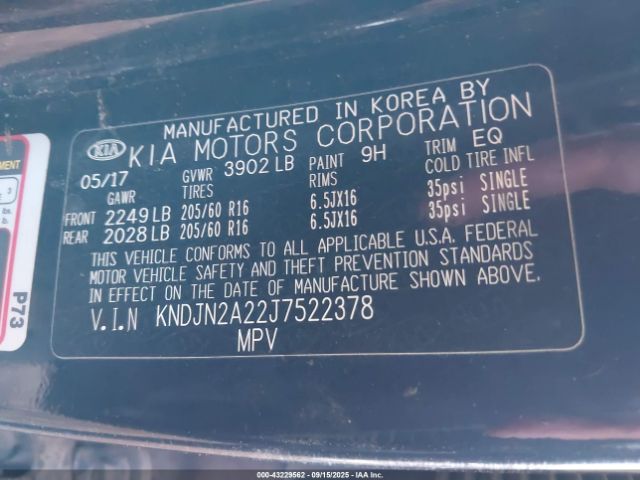 MANUFACTURED IN KOREA BY
KIA KIA MOTORS CORPORATION
05/17 GVWR 3902 LB PAINT 9H TRIM EQ
GAWR TIRES RIMS COLD TIRE INFL
FRONT 2249 LB 205/60 R16 6.5JX16 35psi SINGLE
REAR 2028 LB 205/60 R16 6.5JX16 35psi SINGLE
THIS VEHICLE CONFORMS TO ALL APPLICABLE U.S.A. FEDERAL
MOTOR VEHICLE SAFETY AND THEFT PREVENTION STANDARDS
IN EFFECT ON THE DATE OF MANUFACTURE SHOWN ABOVE.
V.I.N KNDJN2A22J7522378
MPV
3
lbs.
P73
000-43229562 - 09/15/2025 - IAA Inc.